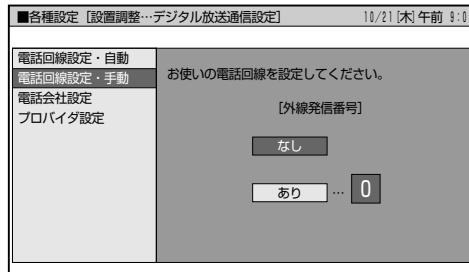 ■各種設定［設置調整…デジタル放送通信設定］
10/21[木]午前 9:0
電話回線設定・自動
電話回線設定・手動
電話会社設定
プロバイダ設定
お使いの電話回線を設定してください。
［外線発信番号］
なし
あり … 0